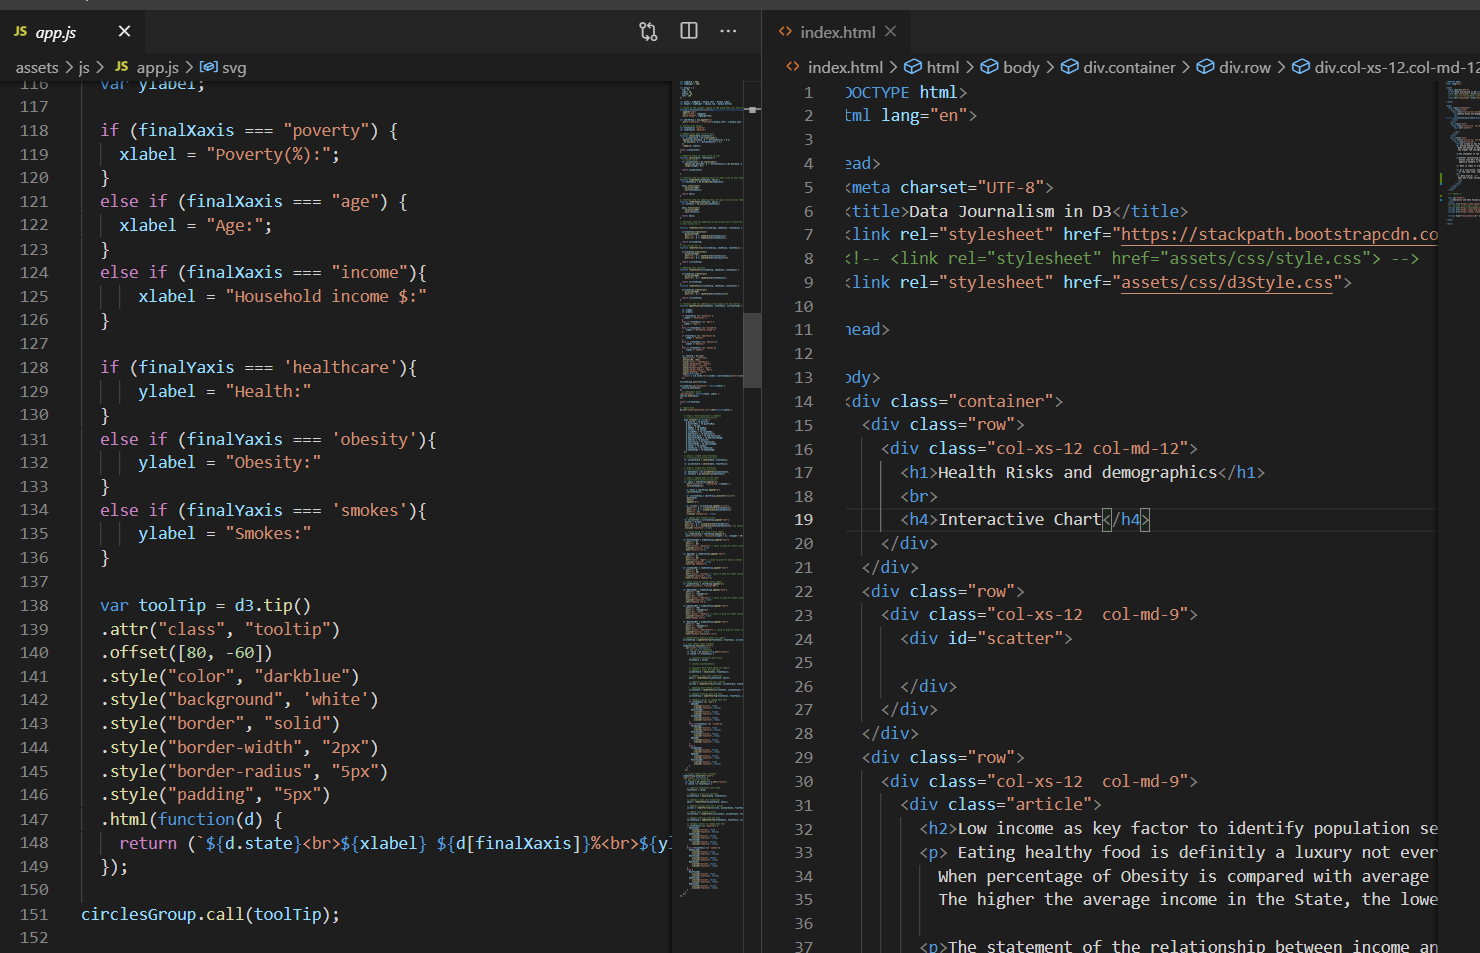 JS app.js
index.html
assets > js > JS app.js > svg
index.html > html > body > div.container > div.row > div.col-xs-12.col-md-12
116 var ylabel;
117
118 if (finalXaxis === "poverty") {
119 xlabel = "Poverty(%):";
120 }
121 else if (finalXaxis === "age") {
122 xlabel = "Age:";
123 }
124 else if (finalXaxis === "income"){
125 xlabel = "Household income $:"
126 }
127
128 if (finalYaxis === 'healthcare'){
129 ylabel = "Health:"
130 }
131 else if (finalYaxis === 'obesity'){
132 ylabel = "Obesity:"
133 }
134 else if (finalYaxis === 'smokes'){
135 ylabel = "Smokes:"
136 }
137
138 var toolTip = d3.tip()
139 .attr("class", "tooltip")
140 .offset([80, -60])
141 .style("color", "darkblue")
142 .style("background", 'white')
143 .style("border", "solid")
144 .style("border-width", "2px")
145 .style("border-radius", "5px")
146 .style("padding", "5px")
147 .html(function(d) {
148 return (`${d.state}<br>${xlabel} ${d[finalXaxis]}%<br>${yl
149 });
150
151 circlesGroup.call(toolTip);
152
1 DOCTYPE html>
2 tml lang="en">
3
4 ead>
5 <meta charset="UTF-8">
6 <title>Data Journalism in D3</title>
7 <link rel="stylesheet" href="https://stackpath.bootstrapcdn.co
8 <!-- <link rel="stylesheet" href="assets/css/style.css"> -->
9 <link rel="stylesheet" href="assets/css/d3Style.css">
10
11 head>
12
13 ody>
14 <div class="container">
15 <div class="row">
16 <div class="col-xs-12 col-md-12">
17 <h1>Health Risks and demographics</h1>
18 <br>
19 <h4>Interactive Chart</h4>
20 </div>
21 </div>
22 <div class="row">
23 <div class="col-xs-12  col-md-9">
24 <div id="scatter">
25
26 </div>
27 </div>
28 </div>
29 <div class="row">
30 <div class="col-xs-12  col-md-9">
31 <div class="article">
32 <h2>Low income as key factor to identify population se
33 <p> Eating healthy food is definitly a luxury not ever
34 When percentage of Obesity is compared with average
35 The higher the average income in the State, the lowe
36
37 <p>The statement of the relationship between income an